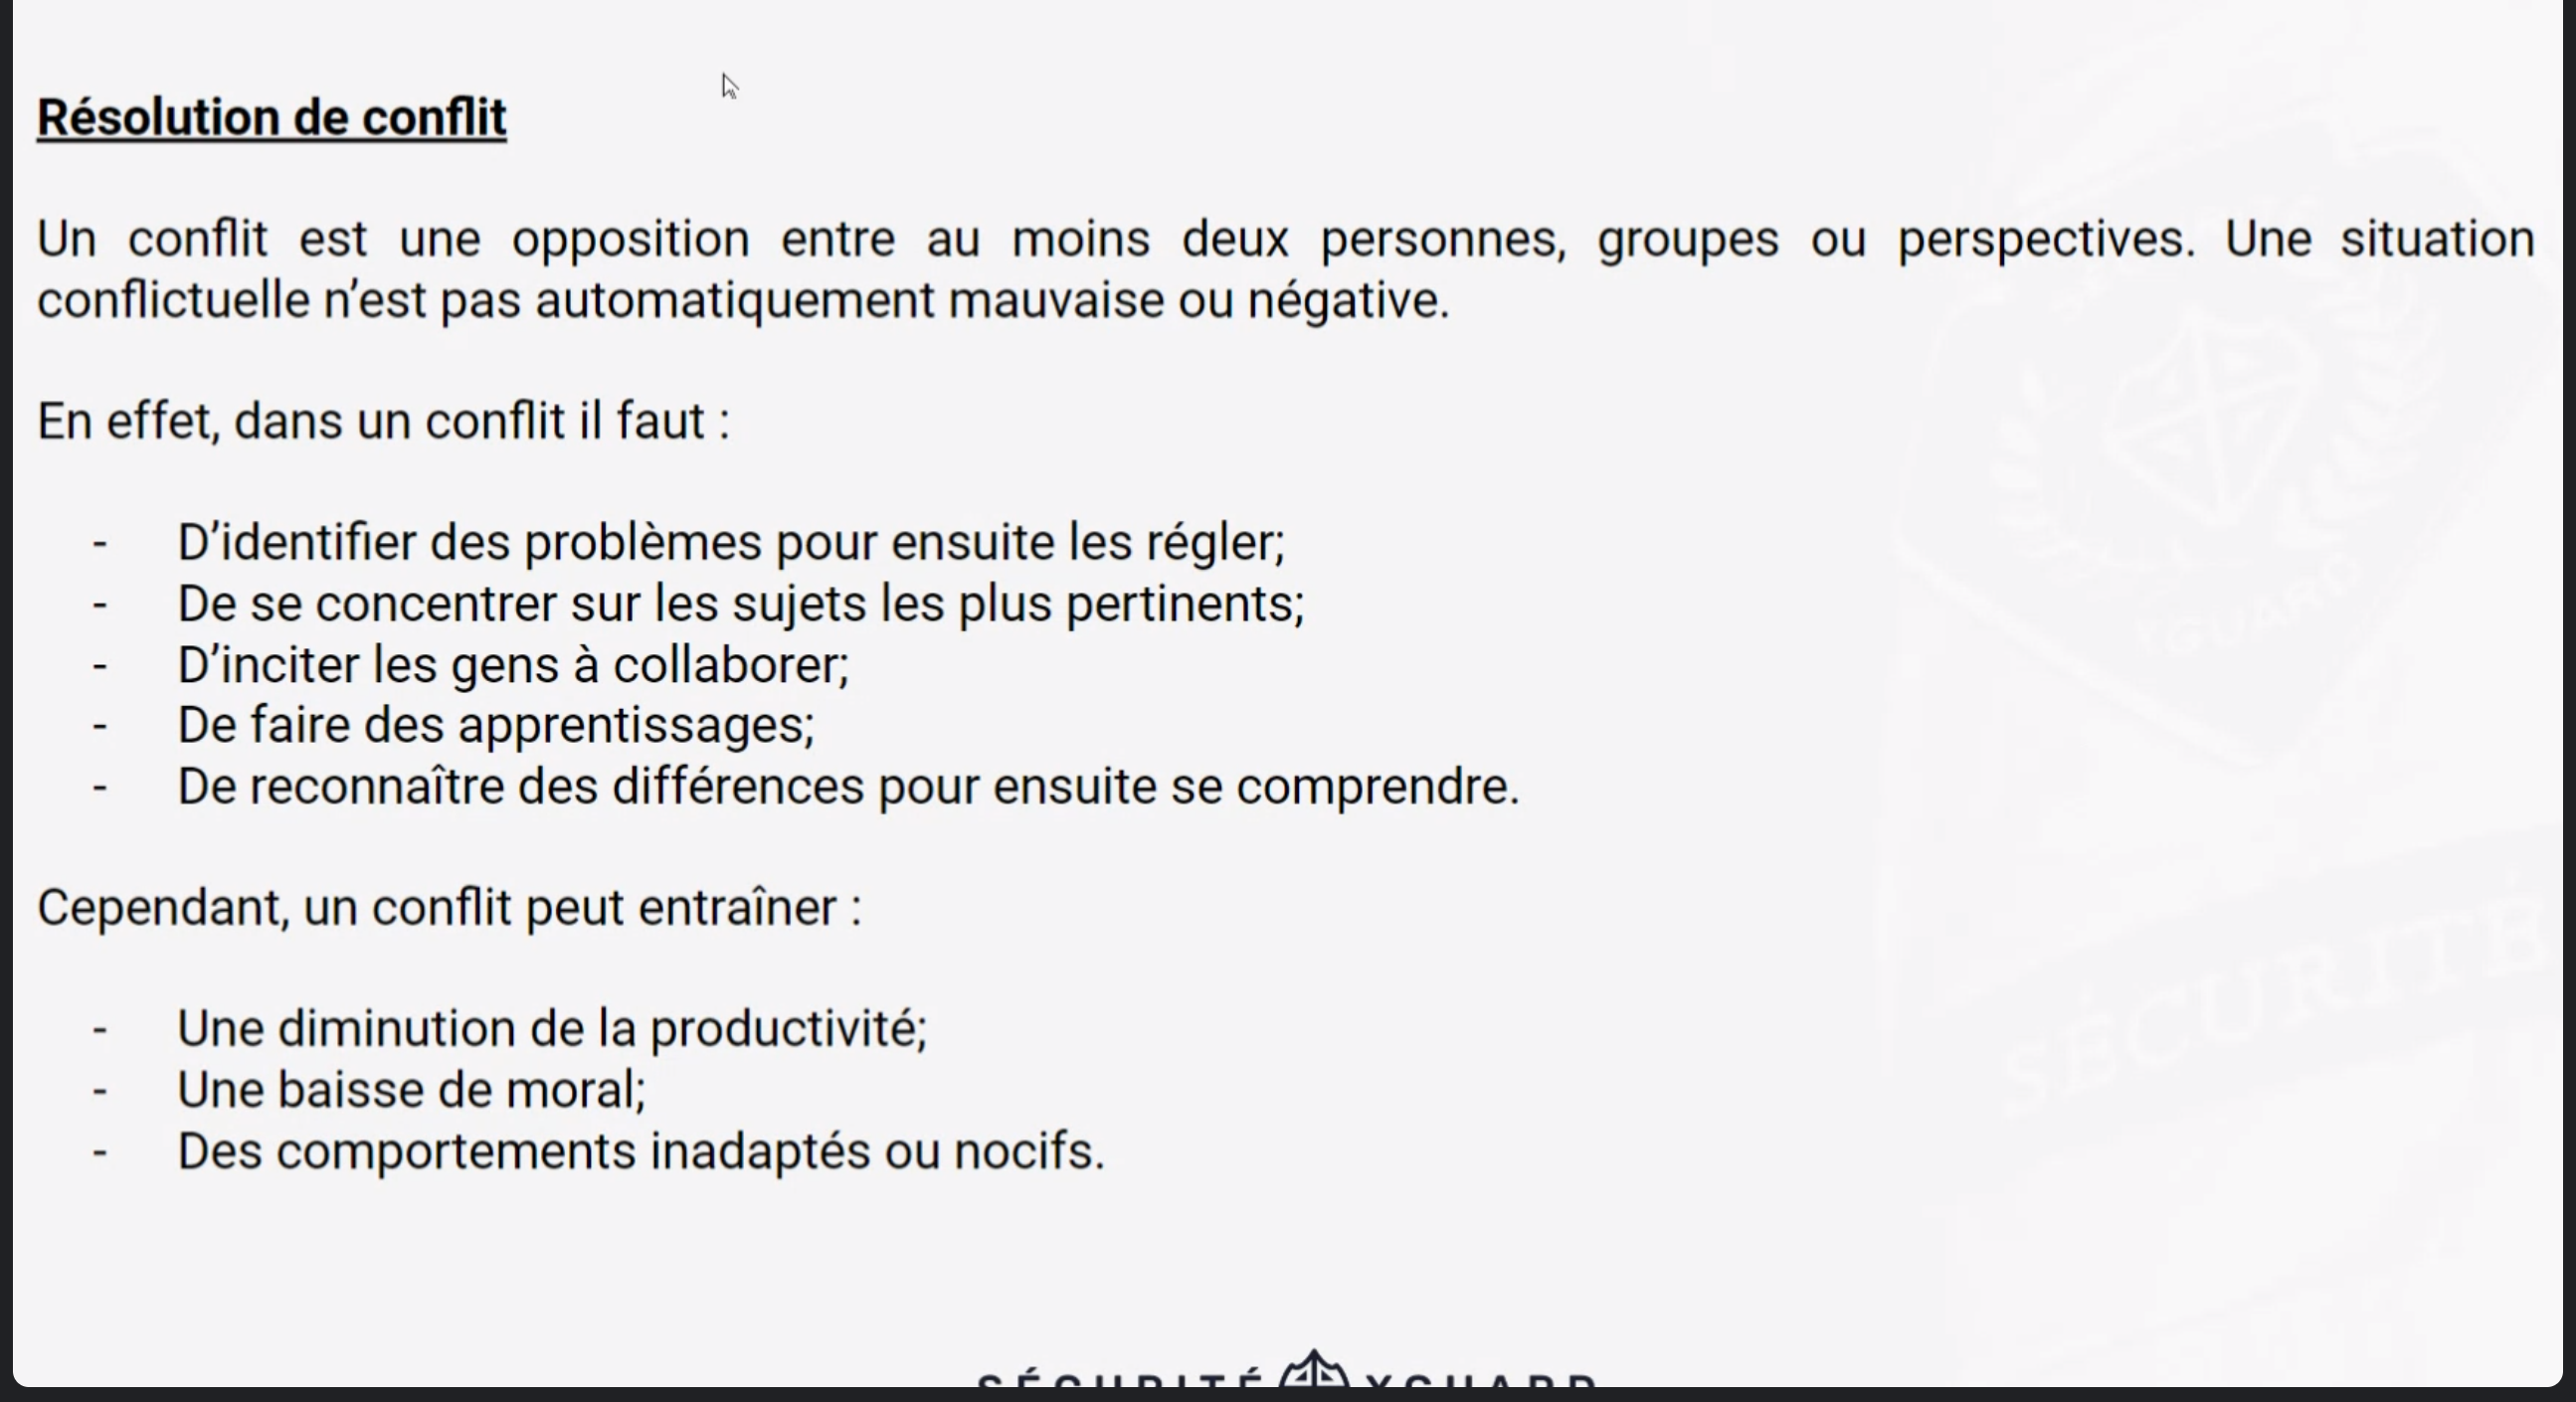 Résolution de conflit
Un conflit est une opposition entre au moins deux personnes, groupes ou perspectives. Une situation
conflictuelle n’est pas automatiquement mauvaise ou négative.
En effet, dans un conflit il faut :
- D’identifier des problèmes pour ensuite les régler;
- De se concentrer sur les sujets les plus pertinents;
- D’inciter les gens à collaborer;
- De faire des apprentissages;
- De reconnaître des différences pour ensuite se comprendre.
Cependant, un conflit peut entraîner :
- Une diminution de la productivité;
- Une baisse de moral;
- Des comportements inadaptés ou nocifs.
XGUARD
SÉCURITÉ
SÉCURITÉ XGUARD